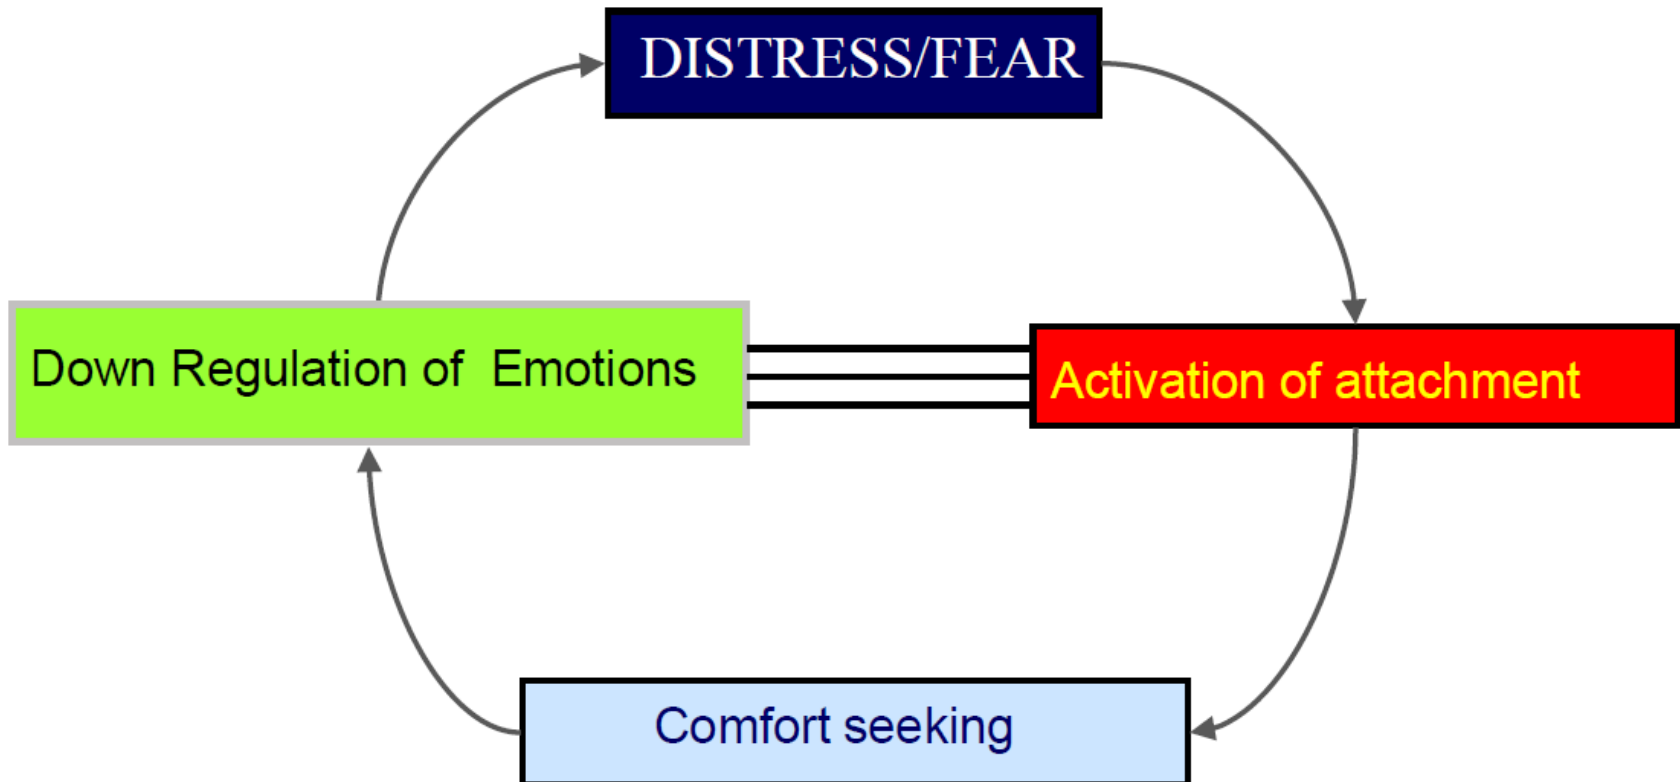 DISTRESS/FEAR
Down Regulation of  Emotions
Activation of attachment
Comfort seeking